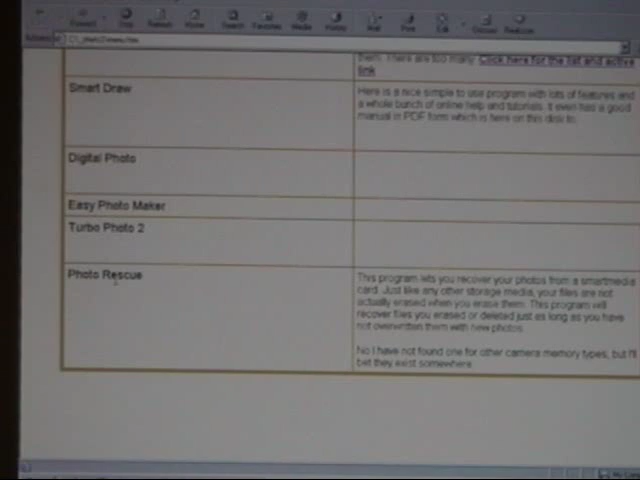 Search Favorites Media History
them. There are too many. Click here for the list and active
link
Smart Draw
Here is a nice simple to use program with lots of features and
a whole bunch of online help and tutorials. It even has a good
manual in PDF form which is here on this disk to.
Digital Photo
Easy Photo Maker
Turbo Photo 2
Photo Rescue
This program lets you recover your photos from a smartmedia
card. Just like any other storage media, your files are not
actually erased when you erase them. This program will
recover files you erased or deleted just as long as you have
not overwritten them with new photos.
No I have not found one for other camera memory types, but I'll
bet they exist somewhere.